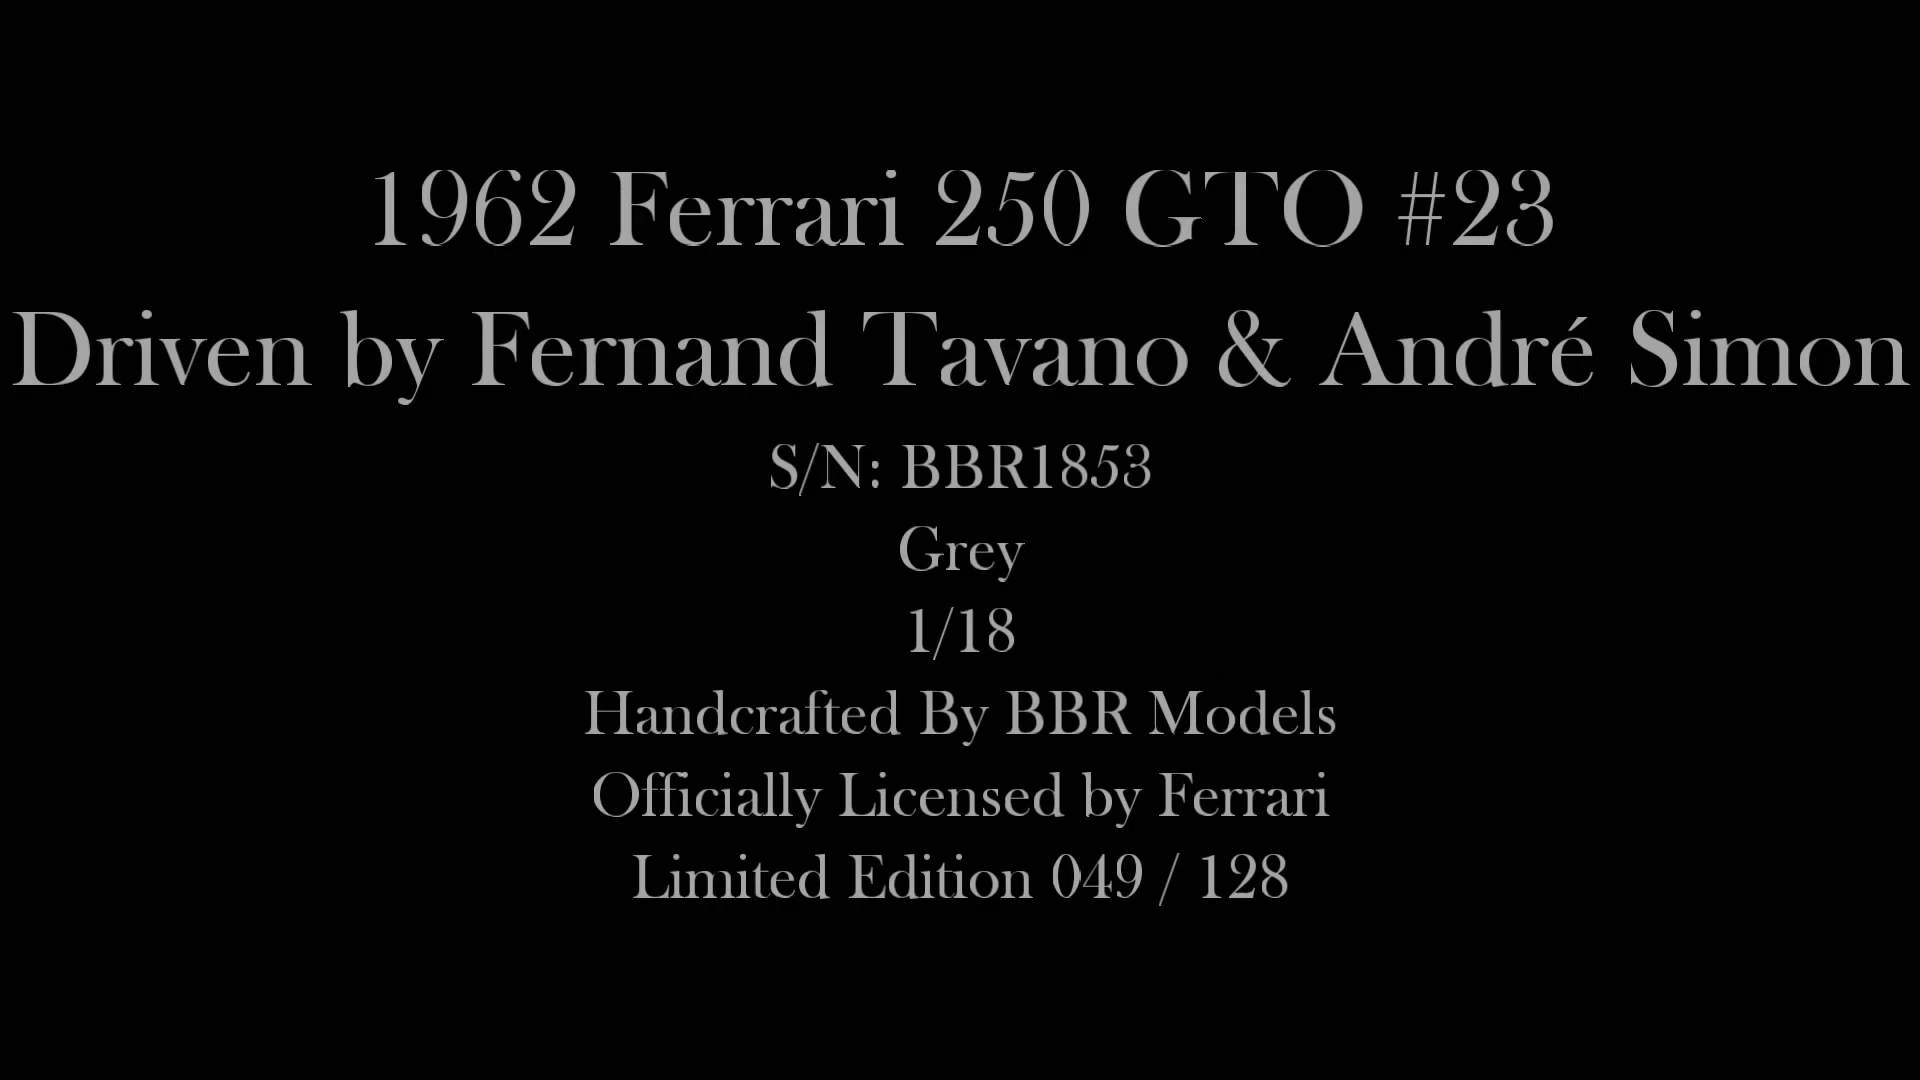 1962 Ferrari 250 GTO #23
Driven by Fernand Tavano & André Simon
S/N: BBR1853
Grey
1/18
Handcrafted By BBR Models
Officially Licensed by Ferrari
Limited Edition 049 / 128